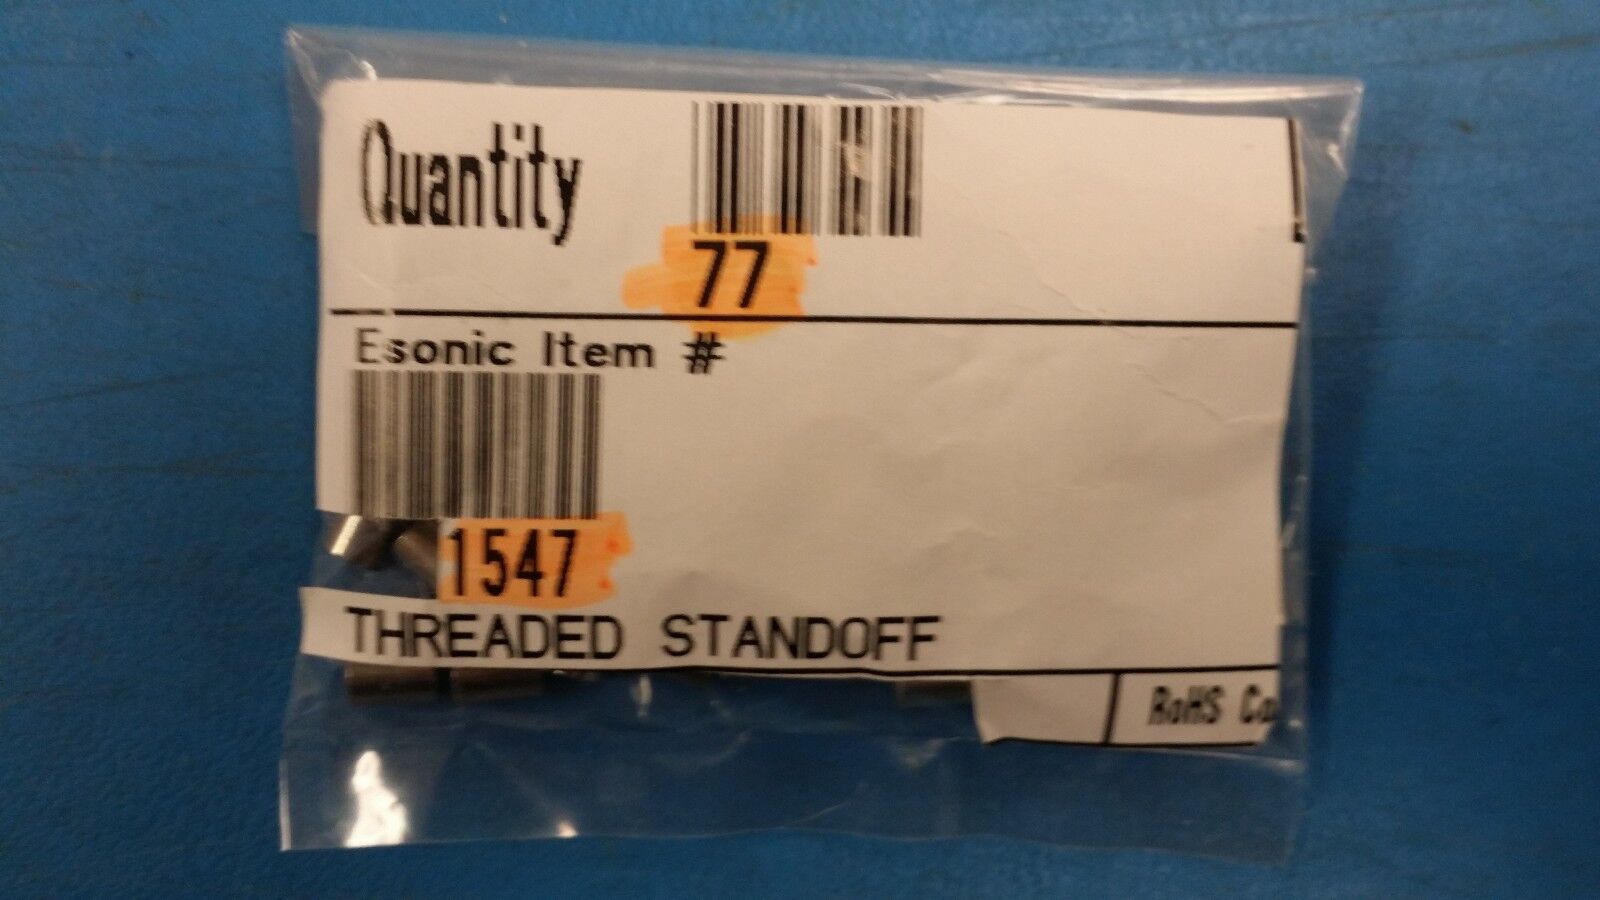 Quantity
77
Esonic Item #
1547
THREADED STANDOFF
RoHS Co